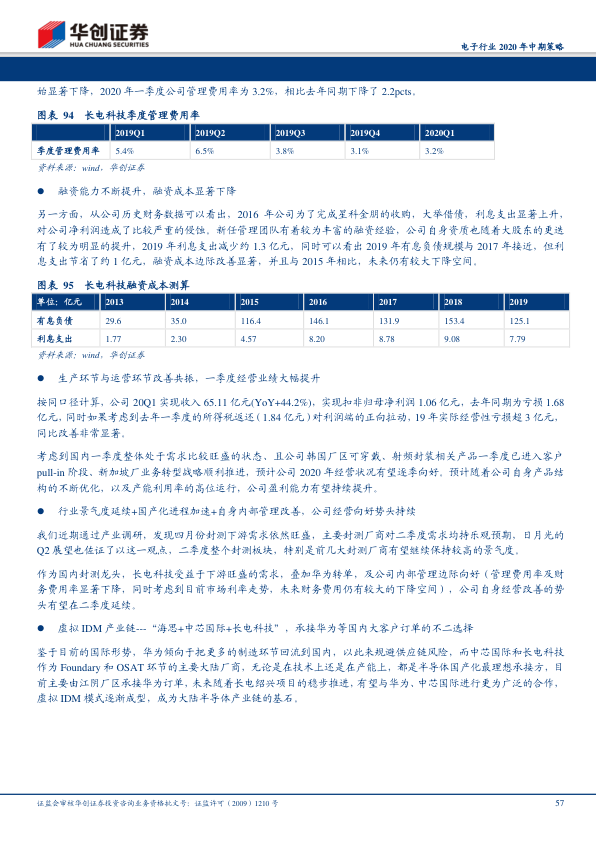 华创证券
HUA CHUANG SECURITIES
电子行业 2020 年中期策略
始显著下降，2020 年一季度公司管理费用率为 3.2%，相比去年同期下降了 2.2pcts。
图表 94 长电科技季度管理费用率
2019Q1 2019Q2 2019Q3 2019Q4 2020Q1
季度管理费用率 5.4% 6.5% 3.8% 3.1% 3.2%
资料来源：wind，华创证券
● 融资能力不断提升，融资成本显著下降
另一方面，从公司历史财务数据可以看出，2016 年公司为了完成星科金朋的收购，大举借债，利息支出显著上升，
对公司净利润造成了比较严重的侵蚀。新任管理团队有着较为丰富的融资经验，公司自身资质也随着大股东的更迭
有了较为明显的提升，2019 年利息支出减少约 1.3 亿元，同时可以看出 2019 年有息负债规模与 2017 年接近，但利
息支出节省了约 1 亿元，融资成本边际改善显著，并且与 2015 年相比，未来仍有较大下降空间。
图表 95 长电科技融资成本测算
单位：亿元 2013 2014 2015 2016 2017 2018 2019
有息负债 29.6 35.0 116.4 146.1 131.9 153.4 125.1
利息支出 1.77 2.30 4.57 8.20 8.78 9.08 7.79
资料来源：wind，华创证券
● 生产环节与运营环节改善共振，一季度经营业绩大幅提升
按同口径计算，公司 20Q1 实现收入 65.11 亿元(YoY+44.2%)，实现扣非归母净利润 1.06 亿元，去年同期为亏损 1.68
亿元，同时如果考虑到去年一季度的所得税返还（1.84 亿元）对利润端的正向拉动，19 年实际经营性亏损超 3 亿元，
同比改善非常显著。
考虑到国内一季度整体处于需求比较旺盛的状态，且公司韩国厂区可穿戴、射频封装相关产品一季度已进入客户
pull-in 阶段、新加坡厂业务转型战略顺利推进，预计公司 2020 年经营状况有望逐季向好。预计随着公司自身产品结
构的不断优化，以及产能利用率的高位运行，公司盈利能力有望持续提升。
● 行业景气度延续+国产化进程加速+自身内部管理改善，公司经营向好势头持续
我们近期通过产业调研，发现四月份封测下游需求依然旺盛，主要封测厂商对二季度需求均持乐观预期，日月光的
Q2 展望也佐证了以这一观点，二季度整个封测板块，特别是前几大封测厂商有望继续保持较高的景气度。
作为国内封测龙头，长电科技受益于下游旺盛的需求，叠加华为转单，及公司内部管理边际向好（管理费用率及财
务费用率显著下降，同时考虑到目前市场利率走势，未来财务费用仍有较大的下降空间），公司自身经营改善的势
头有望在二季度延续。
● 虚拟 IDM 产业链---“海思+中芯国际+长电科技”，承接华为等国内大客户订单的不二选择
鉴于目前的国际形势，华为倾向于把更多的制造环节回流到国内，以此来规避供应链风险，而中芯国际和长电科技
作为 Foundary 和 OSAT 环节的主要大陆厂商，无论是在技术上还是在产能上，都是半导体国产化最理想承接方，目
前主要由江阴厂区承接华为订单，未来随着长电绍兴项目的稳步推进，有望与华为、中芯国际进行更为广泛的合作，
虚拟 IDM 模式逐渐成型，成为大陆半导体产业链的基石。
证监会审核华创证券投资咨询业务资格批文号：证监许可（2009）1210 号
57